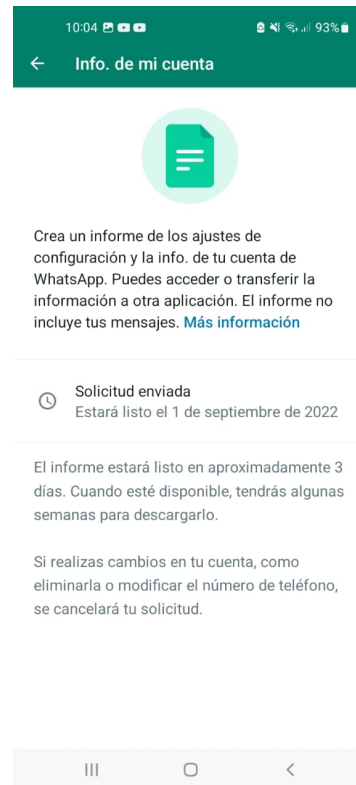 10:04 93%
Info. de mi cuenta
Crea un informe de los ajustes de
configuración y la info. de tu cuenta de
WhatsApp. Puedes acceder o transferir la
información a otra aplicación. El informe no
incluye tus mensajes. Más información
Solicitud enviada
Estará listo el 1 de septiembre de 2022
El informe estará listo en aproximadamente 3
días. Cuando esté disponible, tendrás algunas
semanas para descargarlo.
Si realizas cambios en tu cuenta, como
eliminarla o modificar el número de teléfono,
se cancelará tu solicitud.